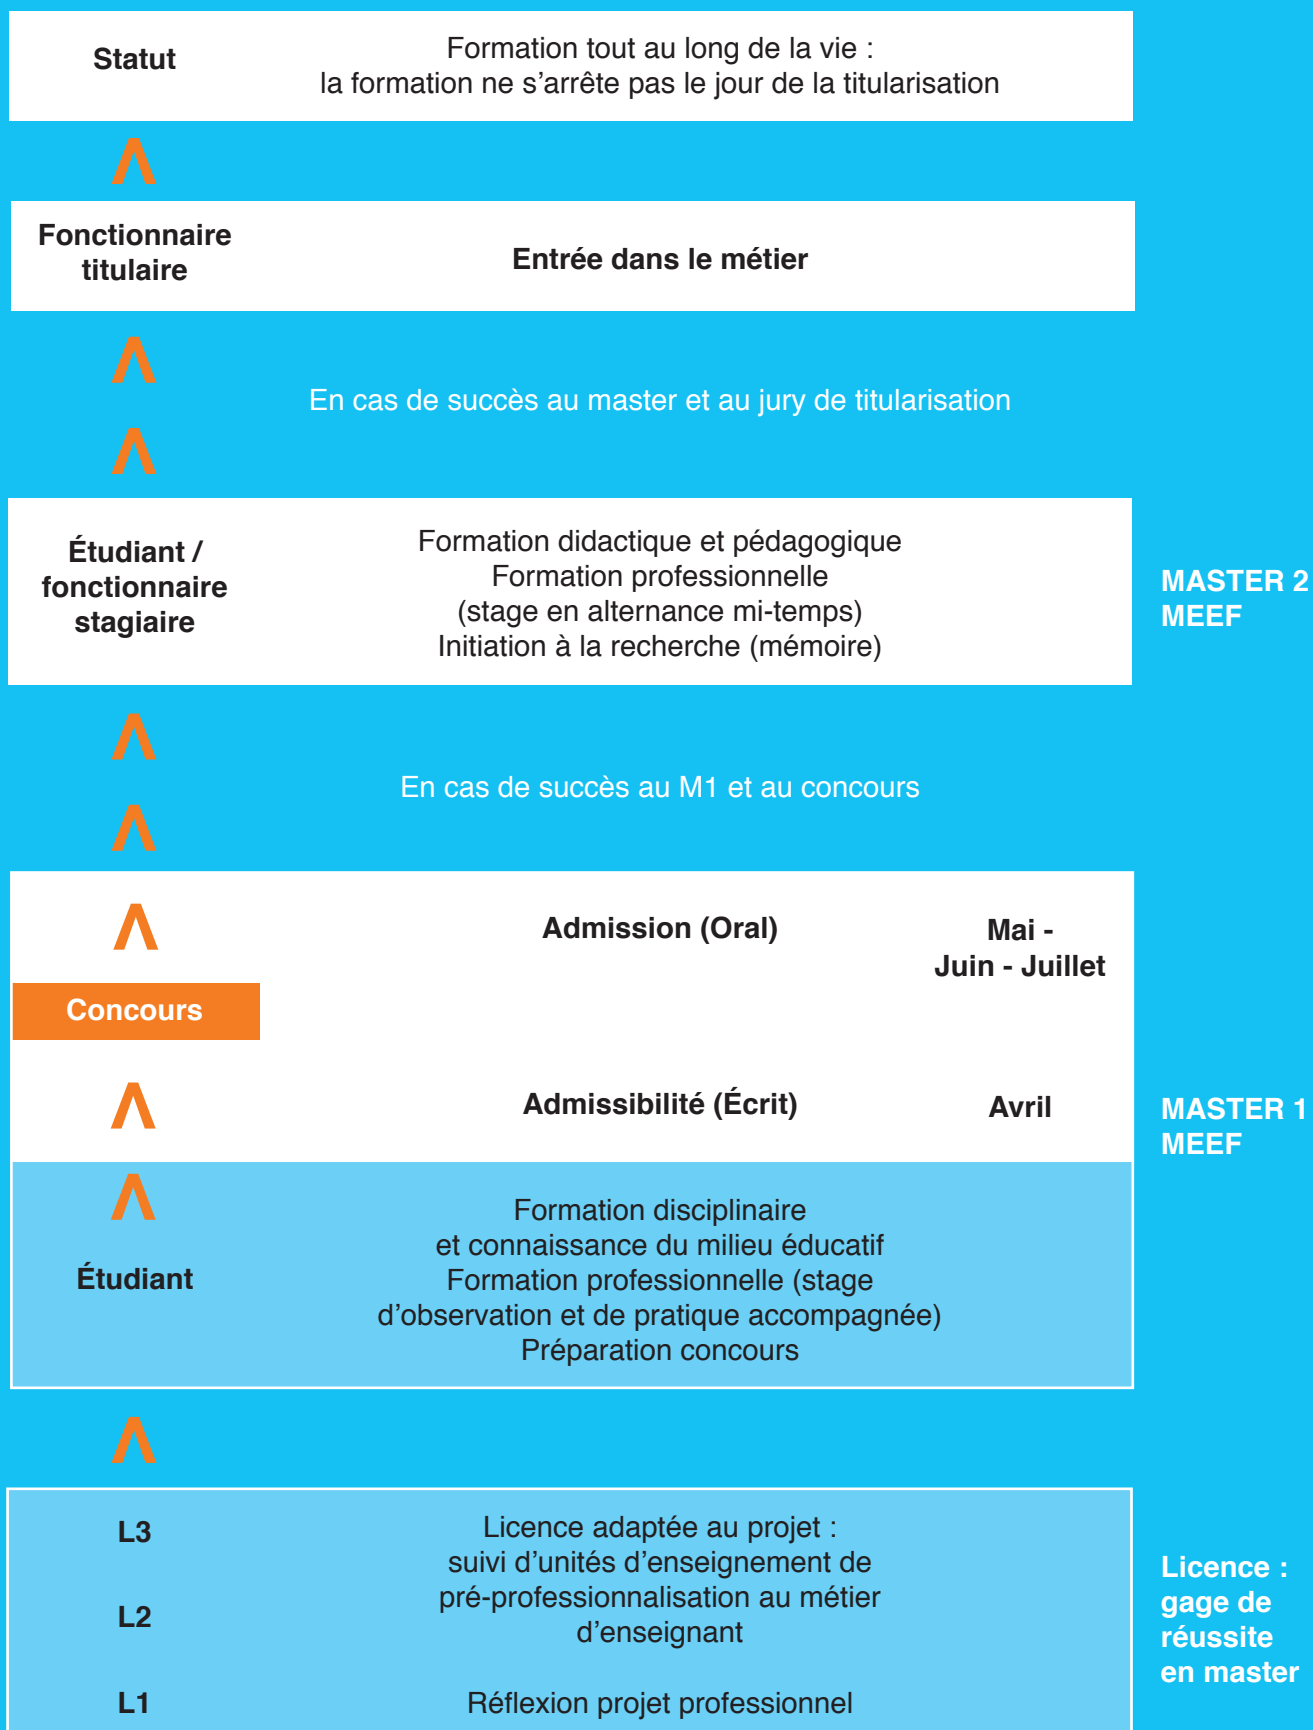 Statut
Formation tout au long de la vie :
la formation ne s’arrête pas le jour de la titularisation
Fonctionnaire
titulaire
Entrée dans le métier
En cas de succès au master et au jury de titularisation
Étudiant /
fonctionnaire
stagiaire
Formation didactique et pédagogique
Formation professionnelle
(stage en alternance mi-temps)
Initiation à la recherche (mémoire)
MASTER 2
MEEF
En cas de succès au M1 et au concours
Admission (Oral)
Mai -
Juin - Juillet
Concours
Admissibilité (Écrit)
Avril
MASTER 1
MEEF
Étudiant
Formation disciplinaire
et connaissance du milieu éducatif
Formation professionnelle (stage
d’observation et de pratique accompagnée)
Préparation concours
L3
Licence adaptée au projet :
suivi d’unités d’enseignement de
pré-professionnalisation au métier
d’enseignant
L2
L1
Réflexion projet professionnel
Licence :
gage de
réussite
en master